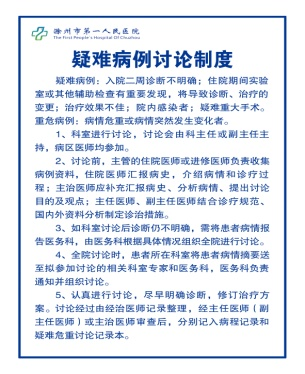 滁州市第一人民医院
The First People's Hospital Of Chuzhou
疑难病例讨论制度
疑难病例：入院二周诊断不明确；住院期间实验
室或其他辅助检查有重要发现，将导致诊断、治疗的
变更；治疗效果不佳；院内感染者；疑难重大手术。
重危病例：病情危重或病情突然发生变化者。
1、科室进行讨论，讨论会由科主任或副主任主
持，病区医师均参加。
2、讨论前，主管的住院医师或进修医师负责收集
病例资料，住院医师汇报病史，介绍病情和诊疗过
程；主治医师应补充汇报病史、分析病情、提出讨论
目的及观点；主任医师、副主任医师结合诊疗规范、
国内外资料分析制定诊治措施。
3、如科室讨论后诊断仍不明确，需将患者病情报
告医务科，由医务科根据具体情况组织全院进行讨论。
4、全院讨论时，患者所在科室将患者病情摘要送
至拟参加讨论的相关科室专家和医务科，医务科负责
通知并组织讨论。
5、认真进行讨论，尽早明确诊断，修订治疗方
案。讨论经过由经治医师记录整理，经主任医师（副
主任医师）或主治医师审查后，分别记入病程记录和
疑难危重讨论记录本。